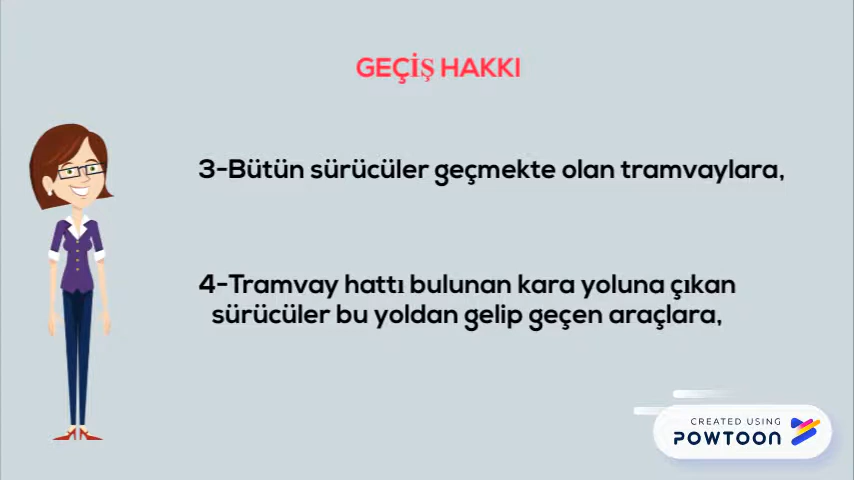 GEÇİŞ HAKKI
3-Bütün sürücüler geçmekte olan tramvaylara,
4-Tramvay hattı bulunan kara yoluna çıkan
sürücüler bu yoldan gelip geçen araçlara,
CREATED USING
POWTOON